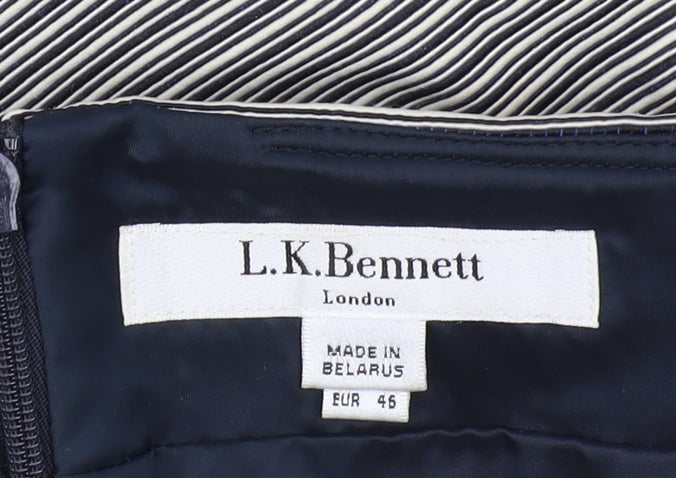 L.K.Bennett
London
MADE IN
BELARUS
EUR 46